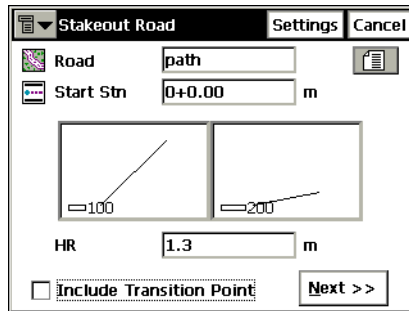 Stakeout Road Settings Cancel
Road path
Start Stn 0+0.00 m
100 200
HR 1.3 m
Include Transition Point Next >>